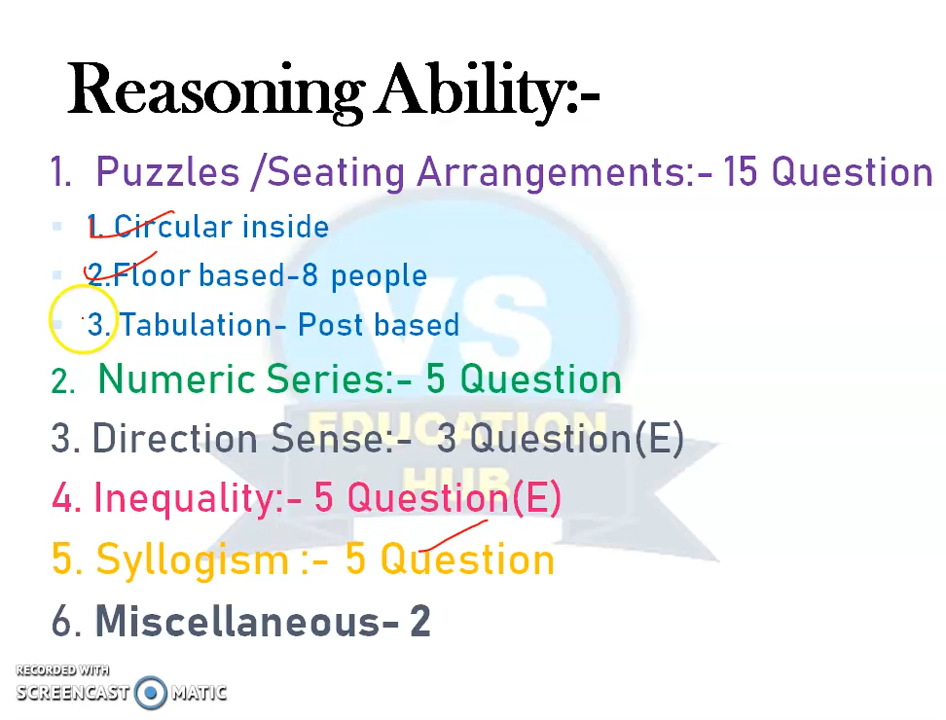 Reasoning Ability:-
1. Puzzles /Seating Arrangements:- 15 Question
1. Circular inside
2.Floor based-8 people
3. Tabulation- Post based
2. Numeric Series:- 5 Question
3. Direction Sense:- 3 Question(E)
4. Inequality:- 5 Question(E)
5. Syllogism :- 5 Question
6. Miscellaneous- 2
VS
EDUCATION
HUB
RECORDED WITH
SCREENCAST MATIC